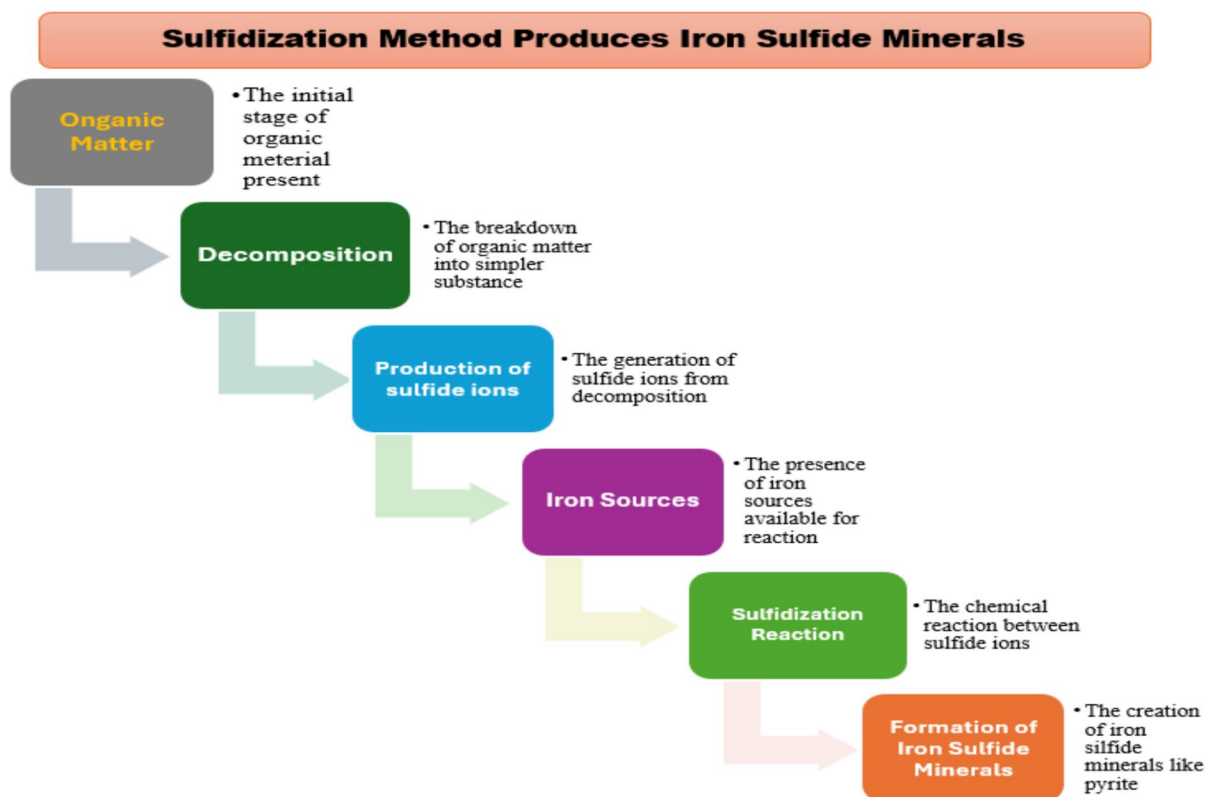 Sulfidization Method Produces Iron Sulfide Minerals
Onganic
Matter
•The initial
stage of
organic
meterial
present
Decomposition
•The breakdown
of organic matter
into simpler
substance
Production of
sulfide ions
•The generation of
sulfide ions from
decomposition
Iron Sources
•The presence
of iron
sources
available for
reaction
Sulfidization
Reaction
•The chemical
reaction between
sulfide ions
Formation of
Iron Sulfide
Minerals
•The creation
of iron
silfide
minerals like
pyrite